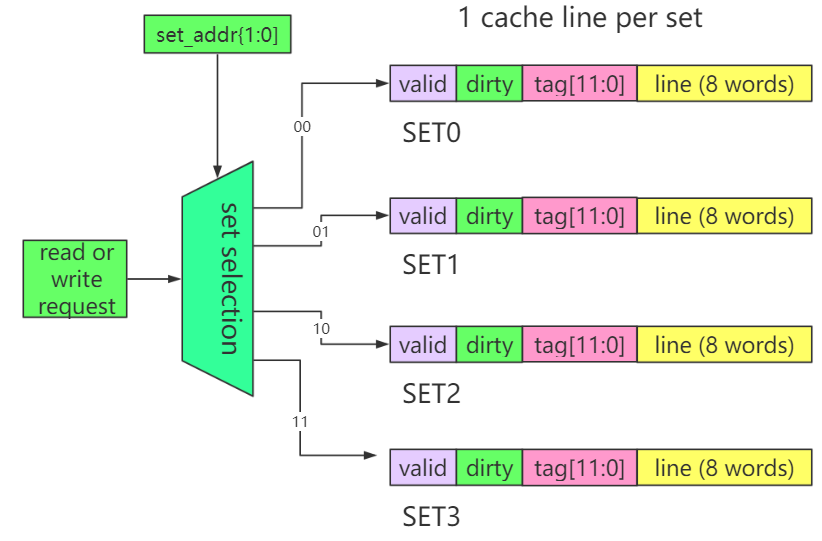 1 cache line per set
set_addr{1:0]
valid dirty tag[11:0] line (8 words)
00
SET0
valid dirty tag[11:0] line (8 words)
01
SET1
read or
write
request
set selection
10
valid dirty tag[11:0] line (8 words)
SET2
11
valid dirty tag[11:0] line (8 words)
SET3